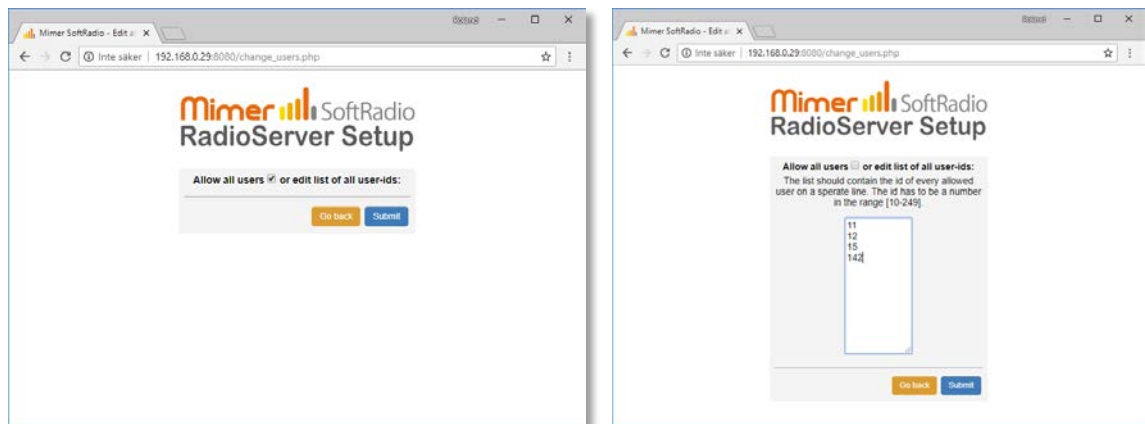 Mimer SoftRadio - Edit a
Inte säker | 192.168.0.29:8080/change_users.php
Mimer SoftRadio
RadioServer Setup
Allow all users or edit list of all user-ids:
Go back Submit
Mimer SoftRadio - Edit a
Inte säker | 192.168.0.29:8080/change_users.php
Mimer SoftRadio
RadioServer Setup
Allow all users or edit list of all user-ids:
The list should contain the id of every allowed
user on a sperate line. The id has to be a number
in the range [10-249].
11
12
15
142
Go back Submit